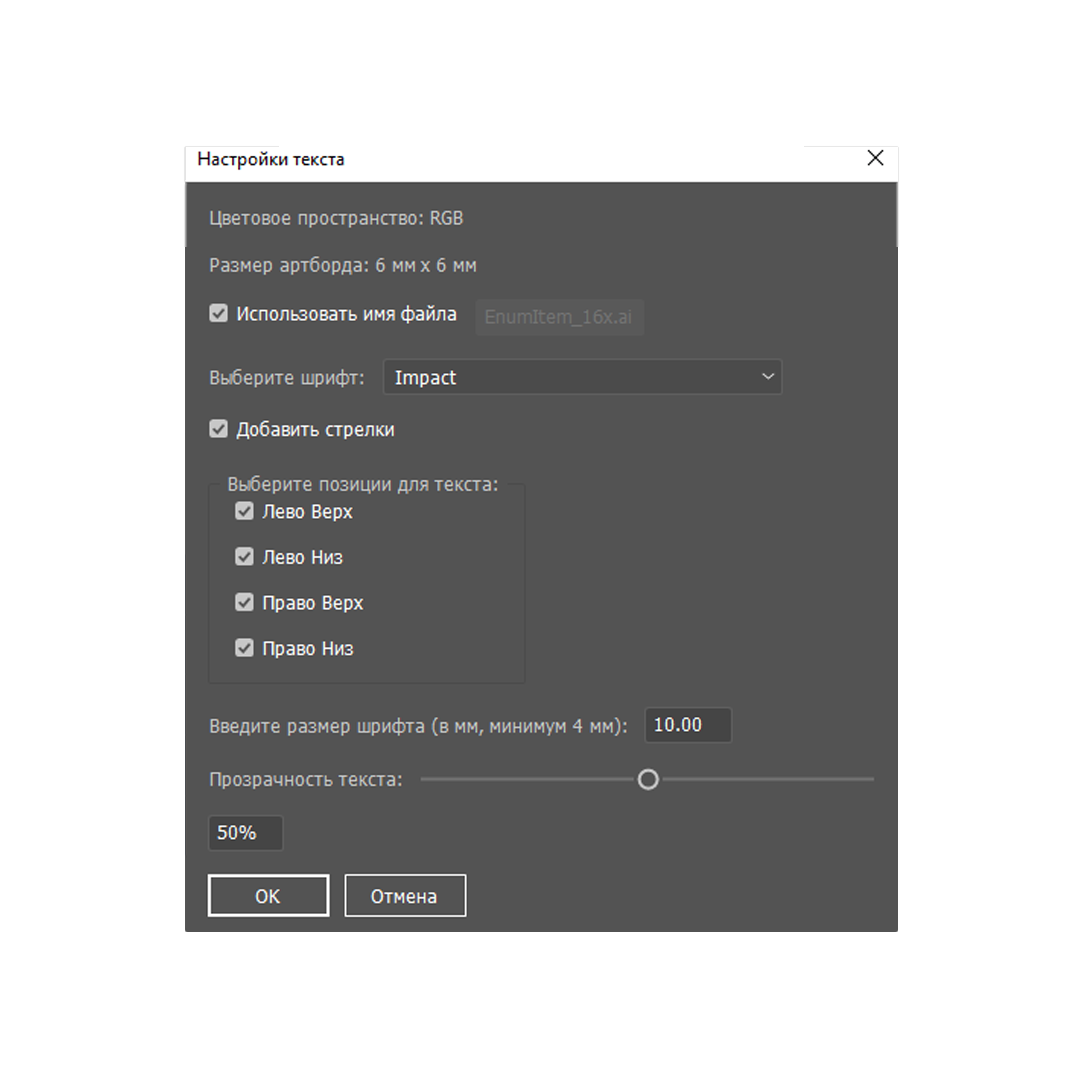 Настройки текста
Цветовое пространство: RGB
Размер артборда: 6 мм x 6 мм
Использовать имя файла EnumItem_16x.ai
Выберите шрифт: Impact
Добавить стрелки
Выберите позиции для текста:
Лево Верх
Лево Низ
Право Верх
Право Низ
Введите размер шрифта (в мм, минимум 4 мм): 10.00
Прозрачность текста:
50%
OK Отмена